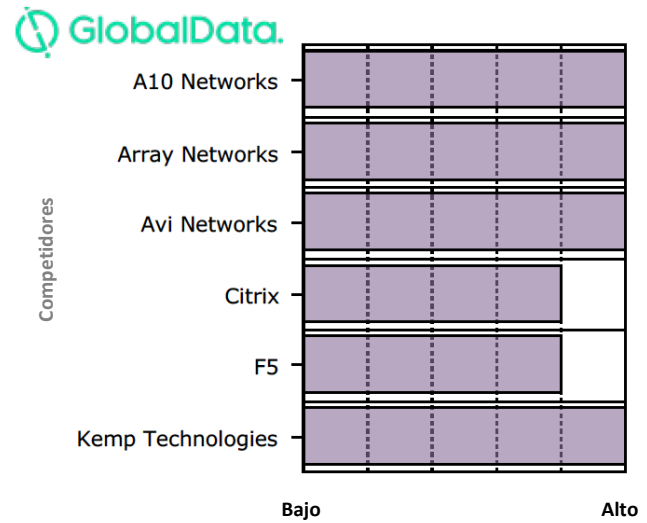 GlobalData.
A10 Networks
Array Networks
Avi Networks
Citrix
F5
Kemp Technologies
Competidores
Bajo
Alto